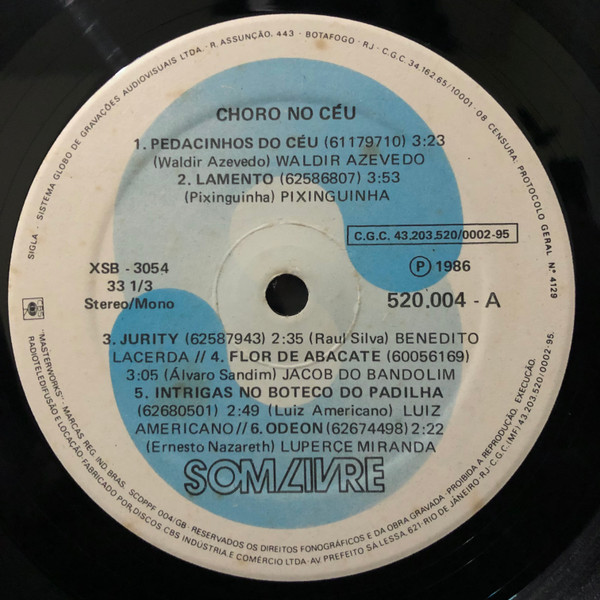 SIGLA - SISTEMA GLOBO DE GRAVAÇÕES AUDIOVISUAIS LTDA. - R. ASSUNÇÃO, 443 - BOTAFOGO - RJ - C.G.C. 34.162.65/10001 - 08 CENSURA: PROTOCOLO GERAL Nº 4129
CHORO NO CÉU
1. PEDACINHOS DO CÉU (61179710) 3:23
(Waldir Azevedo) WALDIR AZEVEDO
2. LAMENTO (62586807) 3:53
(Pixinguinha) PIXINGUINHA
C.G.C. 43.203.520/0002-95
XSB - 3054
33 1/3
Stereo/Mono
P 1986
520.004 - A
3. JURITY (62587943) 2:35 (Raul Silva) BENEDITO
LACERDA // 4. FLOR DE ABACATE (60056169)
3:05 (Álvaro Sandim) JACOB DO BANDOLIM
5. INTRIGAS NO BOTECO DO PADILHA
(62680501) 2:49 (Luiz Americano) LUIZ
AMERICANO // 6. ODEON (62674498) 2:22
(Ernesto Nazareth) LUPERCE MIRANDA
SOM LIVRE
"MASTERWORKS" - MARCAS REG. IND. BRAS. SCDPPF 004/GB - RESERVADOS OS DIREITOS FONOGRÁFICOS E DA OBRA GRAVADA. PROIBIDA A REPRODUÇÃO, EXECUÇÃO,
RADIOTELEDIFUSÃO E LOCAÇÃO. FABRICADO POR DISCOS CBS INDÚSTRIA E COMÉRCIO LTDA - AV. PREFEITO SÁ LESSA, 621 - RIO DE JANEIRO - RJ - C.G.C. (MF) 43.203.520/0002-95